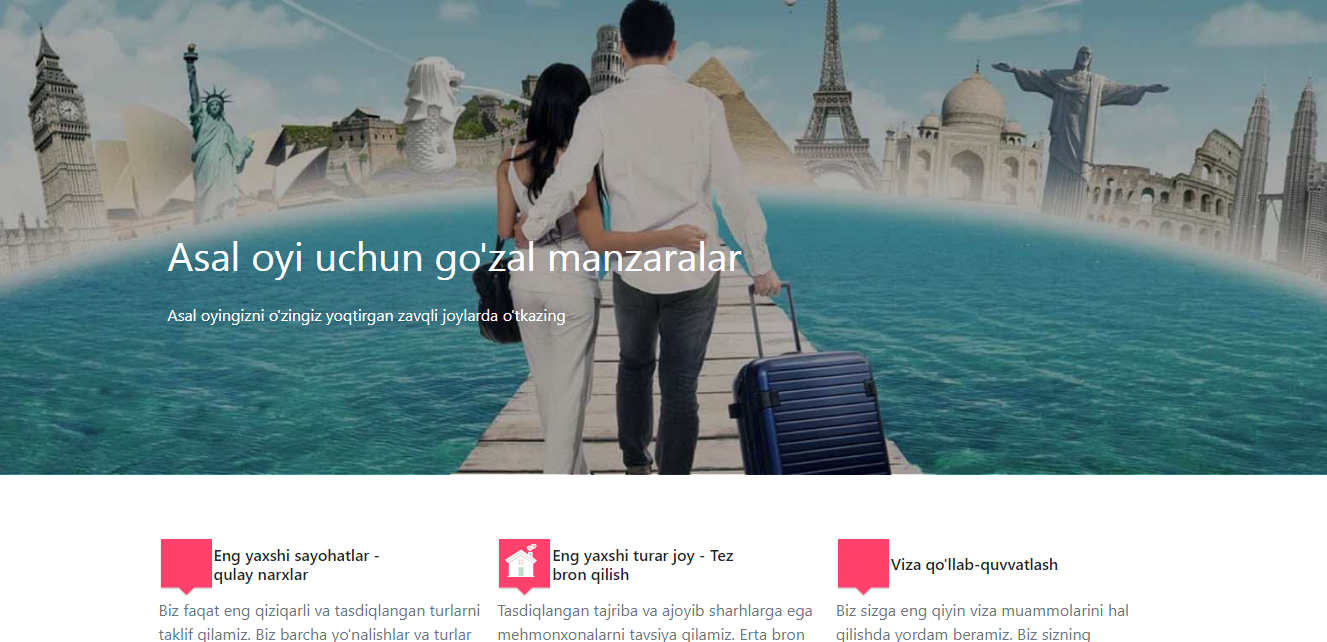 Asal oyi uchun go'zal manzaralar
Asal oyingizni o'zingiz yoqtirgan zavqli joylarda o'tkazing
Eng yaxshi sayohatlar -
qulay narxlar
Biz faqat eng qiziqarli va tasdiqlangan turlarni
taklif qilamiz. Biz barcha yo'nalishlar va turlar
Eng yaxshi turar joy - Tez
bron qilish
Tasdiqlangan tajriba va ajoyib sharhlarga ega
mehmonxonalarni tavsiya qilamiz. Erta bron
Viza qo'llab-quvvatlash
Biz sizga eng qiyin viza muammolarini hal
qilishda yordam beramiz. Biz sizning